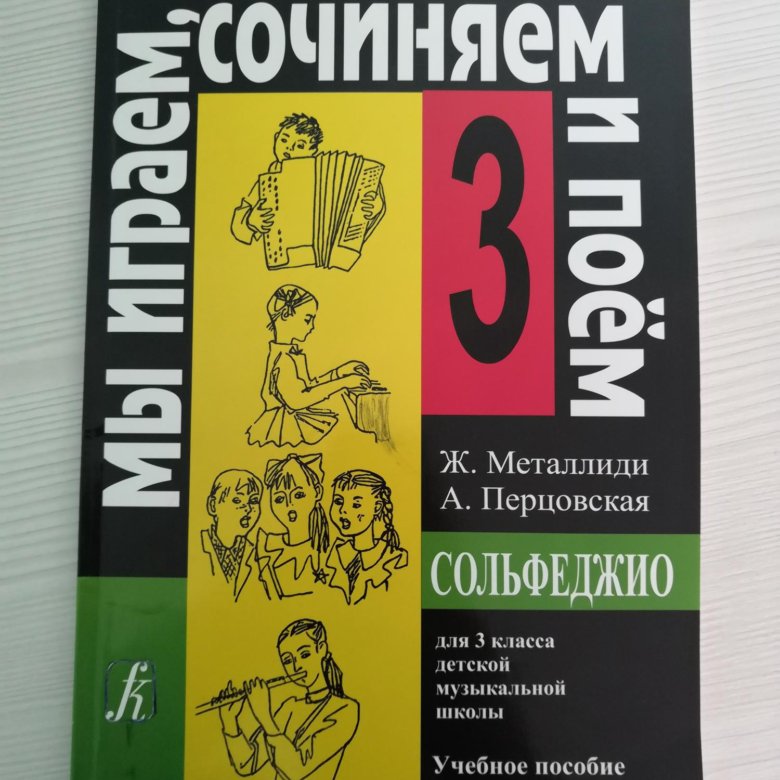 Мы играем,
сочиняем
и поём
3
Ж. Металлиди
А. Перцовская
СОЛЬФЕДЖИО
для 3 класса
детской
музыкальной
школы
Учебное пособие